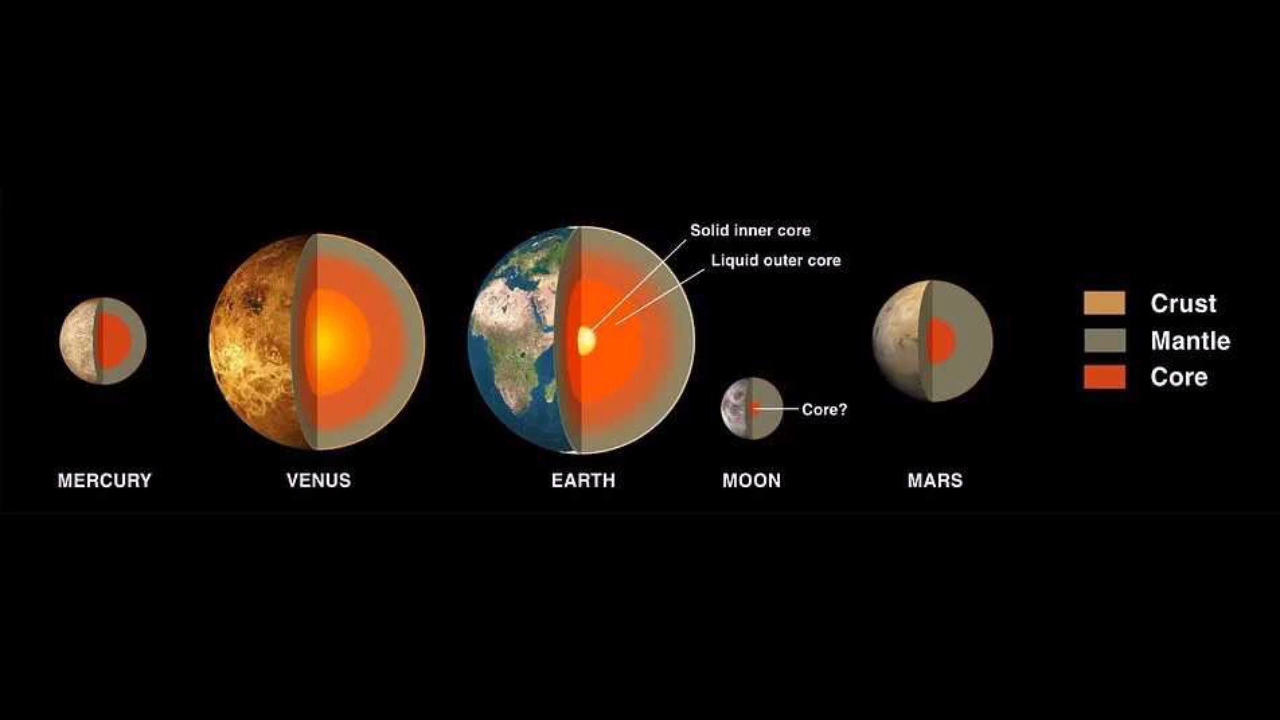 Solid inner core
Liquid outer core
Crust
Mantle
Core
Core?
MERCURY
VENUS
EARTH
MOON
MARS